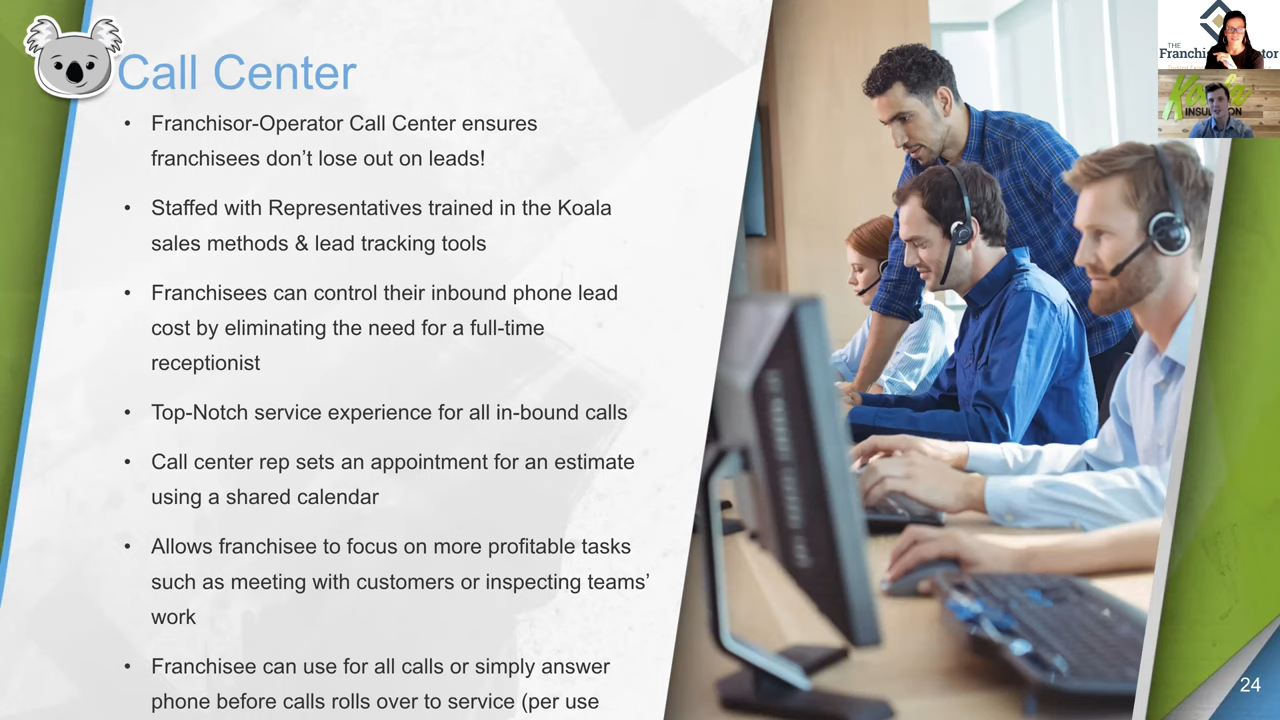 Call Center
• Franchisor-Operator Call Center ensures
franchisees don’t lose out on leads!
• Staffed with Representatives trained in the Koala
sales methods & lead tracking tools
• Franchisees can control their inbound phone lead
cost by eliminating the need for a full-time
receptionist
• Top-Notch service experience for all in-bound calls
• Call center rep sets an appointment for an estimate
using a shared calendar
• Allows franchisee to focus on more profitable tasks
such as meeting with customers or inspecting teams’
work
• Franchisee can use for all calls or simply answer
phone before calls rolls over to service (per use
THE
24